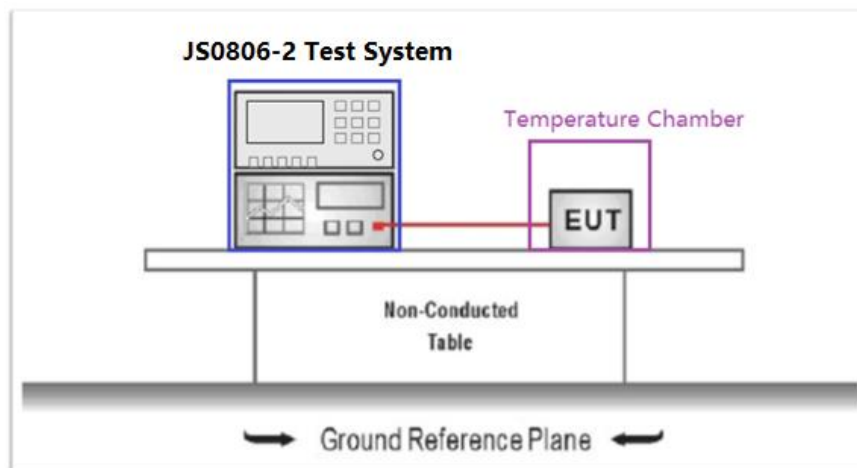 JS0806-2 Test System
Temperature Chamber
EUT
Non-Conducted
Table
Ground Reference Plane